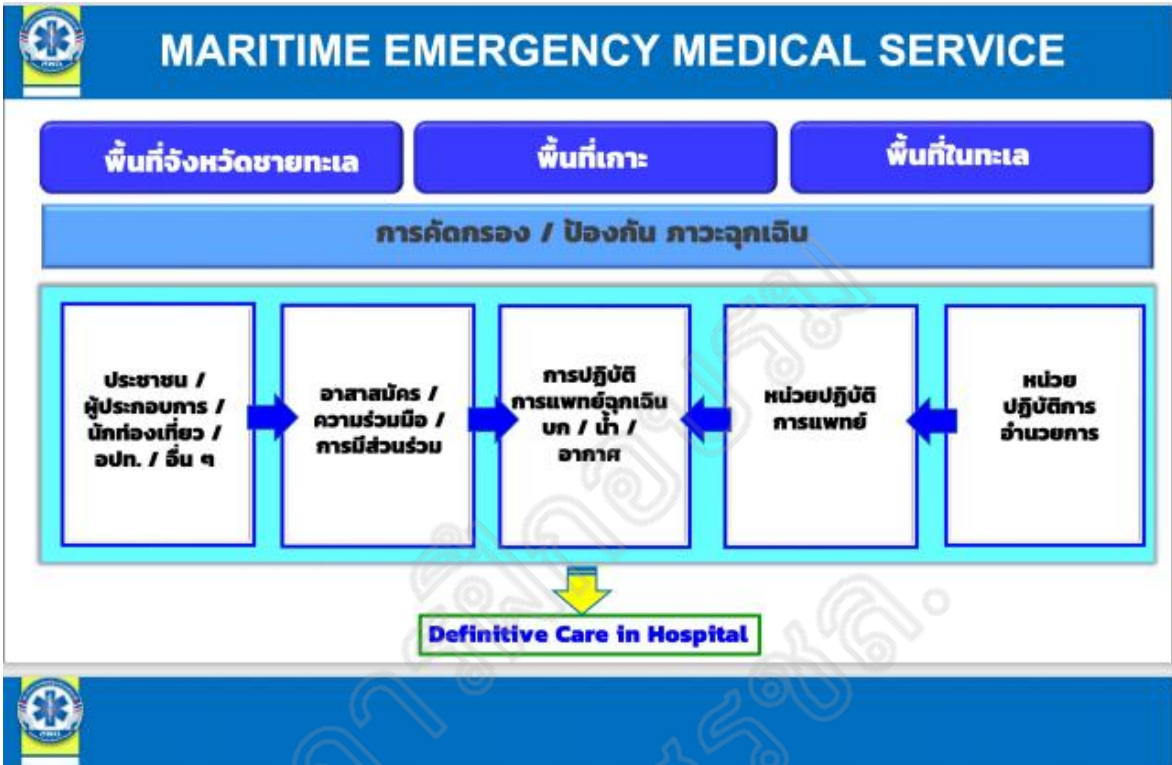 MARITIME EMERGENCY MEDICAL SERVICE
พื้นที่จังหวัดชายทะเล
พื้นที่เกาะ
พื้นที่ในทะเล
การคัดกรอง / ป้องกัน ภาวะฉุกเฉิน
ประชาชน /
ผู้ประกอบการ /
นักท่องเที่ยว /
อปท. / อื่น ๆ
อาสาสมัคร /
ความร่วมมือ /
การมีส่วนร่วม
การปฏิบัติ
การแพทย์ฉุกเฉิน
บก / น้ำ /
อากาศ
หน่วยปฏิบัติ
การแพทย์
หน่วย
ปฏิบัติการ
อำนวยการ
Definitive Care in Hospital